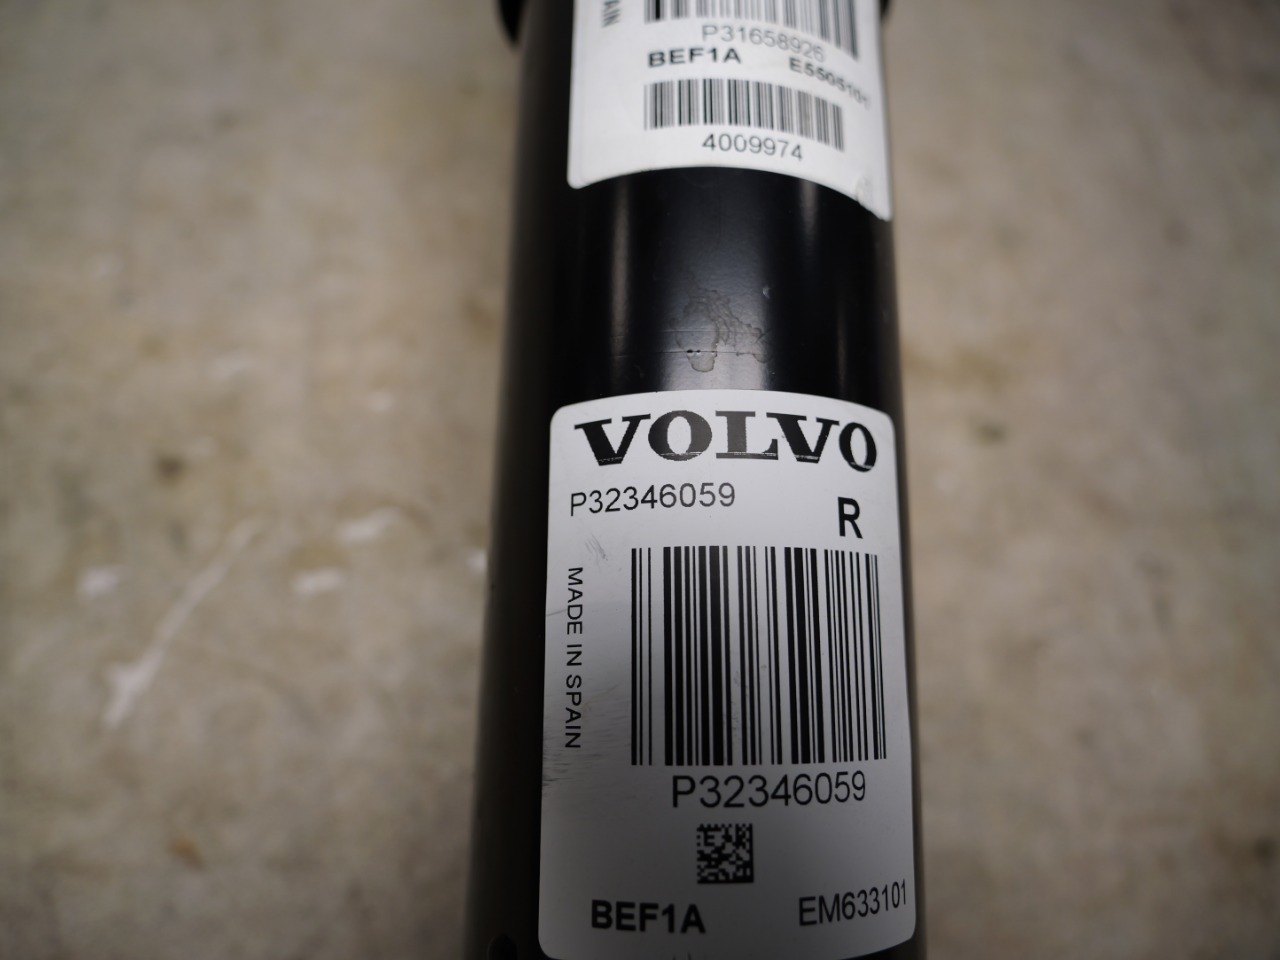 P31658926
BEF1A E5505101
4009974
VOLVO
P32346059
R
MADE IN SPAIN
P32346059
BEF1A EM633101